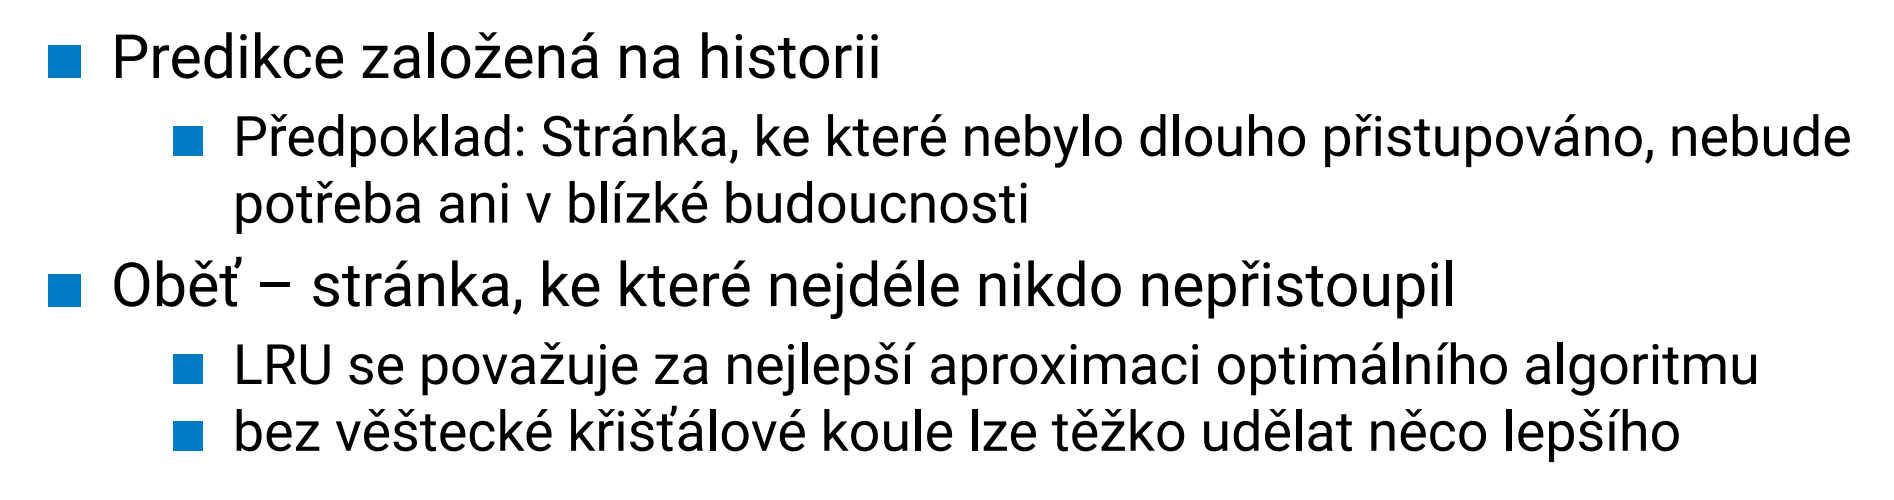 Predikce založená na historii
Předpoklad: Stránka, ke které nebylo dlouho přistupováno, nebude
potřeba ani v blízké budoucnosti
Oběť – stránka, ke které nejdéle nikdo nepřistoupil
LRU se považuje za nejlepší aproximaci optimálního algoritmu
bez věštecké křišťálové koule lze těžko udělat něco lepšího